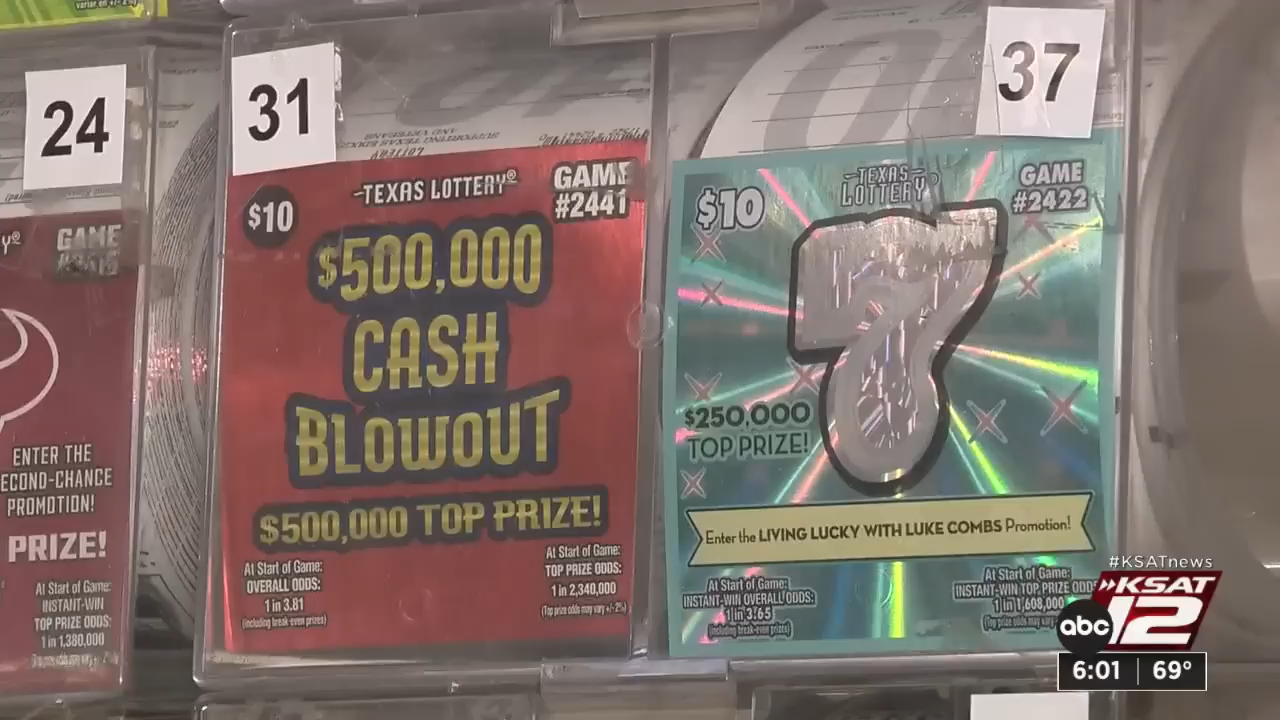 24
Y®
GAME
ENTER THE
ECOND-CHANCE
PROMOTION!
PRIZE!
At Start of Game:
INSTANT-WIN
TOP PRIZE ODDS:
1 in 1,380,000
31
$10
TEXAS LOTTERY®
GAME
#2441
$500,000
CASH
BLOWOUT
$500,000 TOP PRIZE!
At Start of Game:
OVERALL ODDS:
1 in 3.81
(including break-even prizes)
At Start of Game:
TOP PRIZE ODDS:
1 in 2,340,000
(Top prize odds may vary +/- 2%)
37
$10
TEXAS
LOTTERY
GAME
#2422
7
$250,000
TOP PRIZE!
Enter the LIVING LUCKY WITH LUKE COMBS Promotion!
At Start of Game:
INSTANT-WIN OVERALL ODDS:
1 in 3.65
(including break-even prizes)
At Start of Game:
INSTANT-WIN TOP PRIZE ODDS
1 in 1,608,000
(Top prize odds may
#KSATnews
KSAT
abc 12
6:01 69°